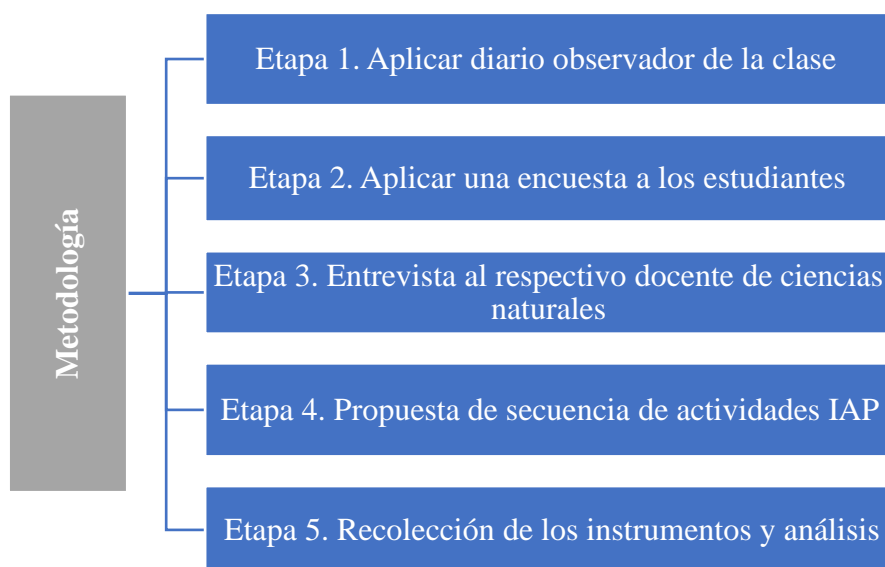 Metodología
Etapa 1. Aplicar diario observador de la clase
Etapa 2. Aplicar una encuesta a los estudiantes
Etapa 3. Entrevista al respectivo docente de ciencias
naturales
Etapa 4. Propuesta de secuencia de actividades IAP
Etapa 5. Recolección de los instrumentos y análisis